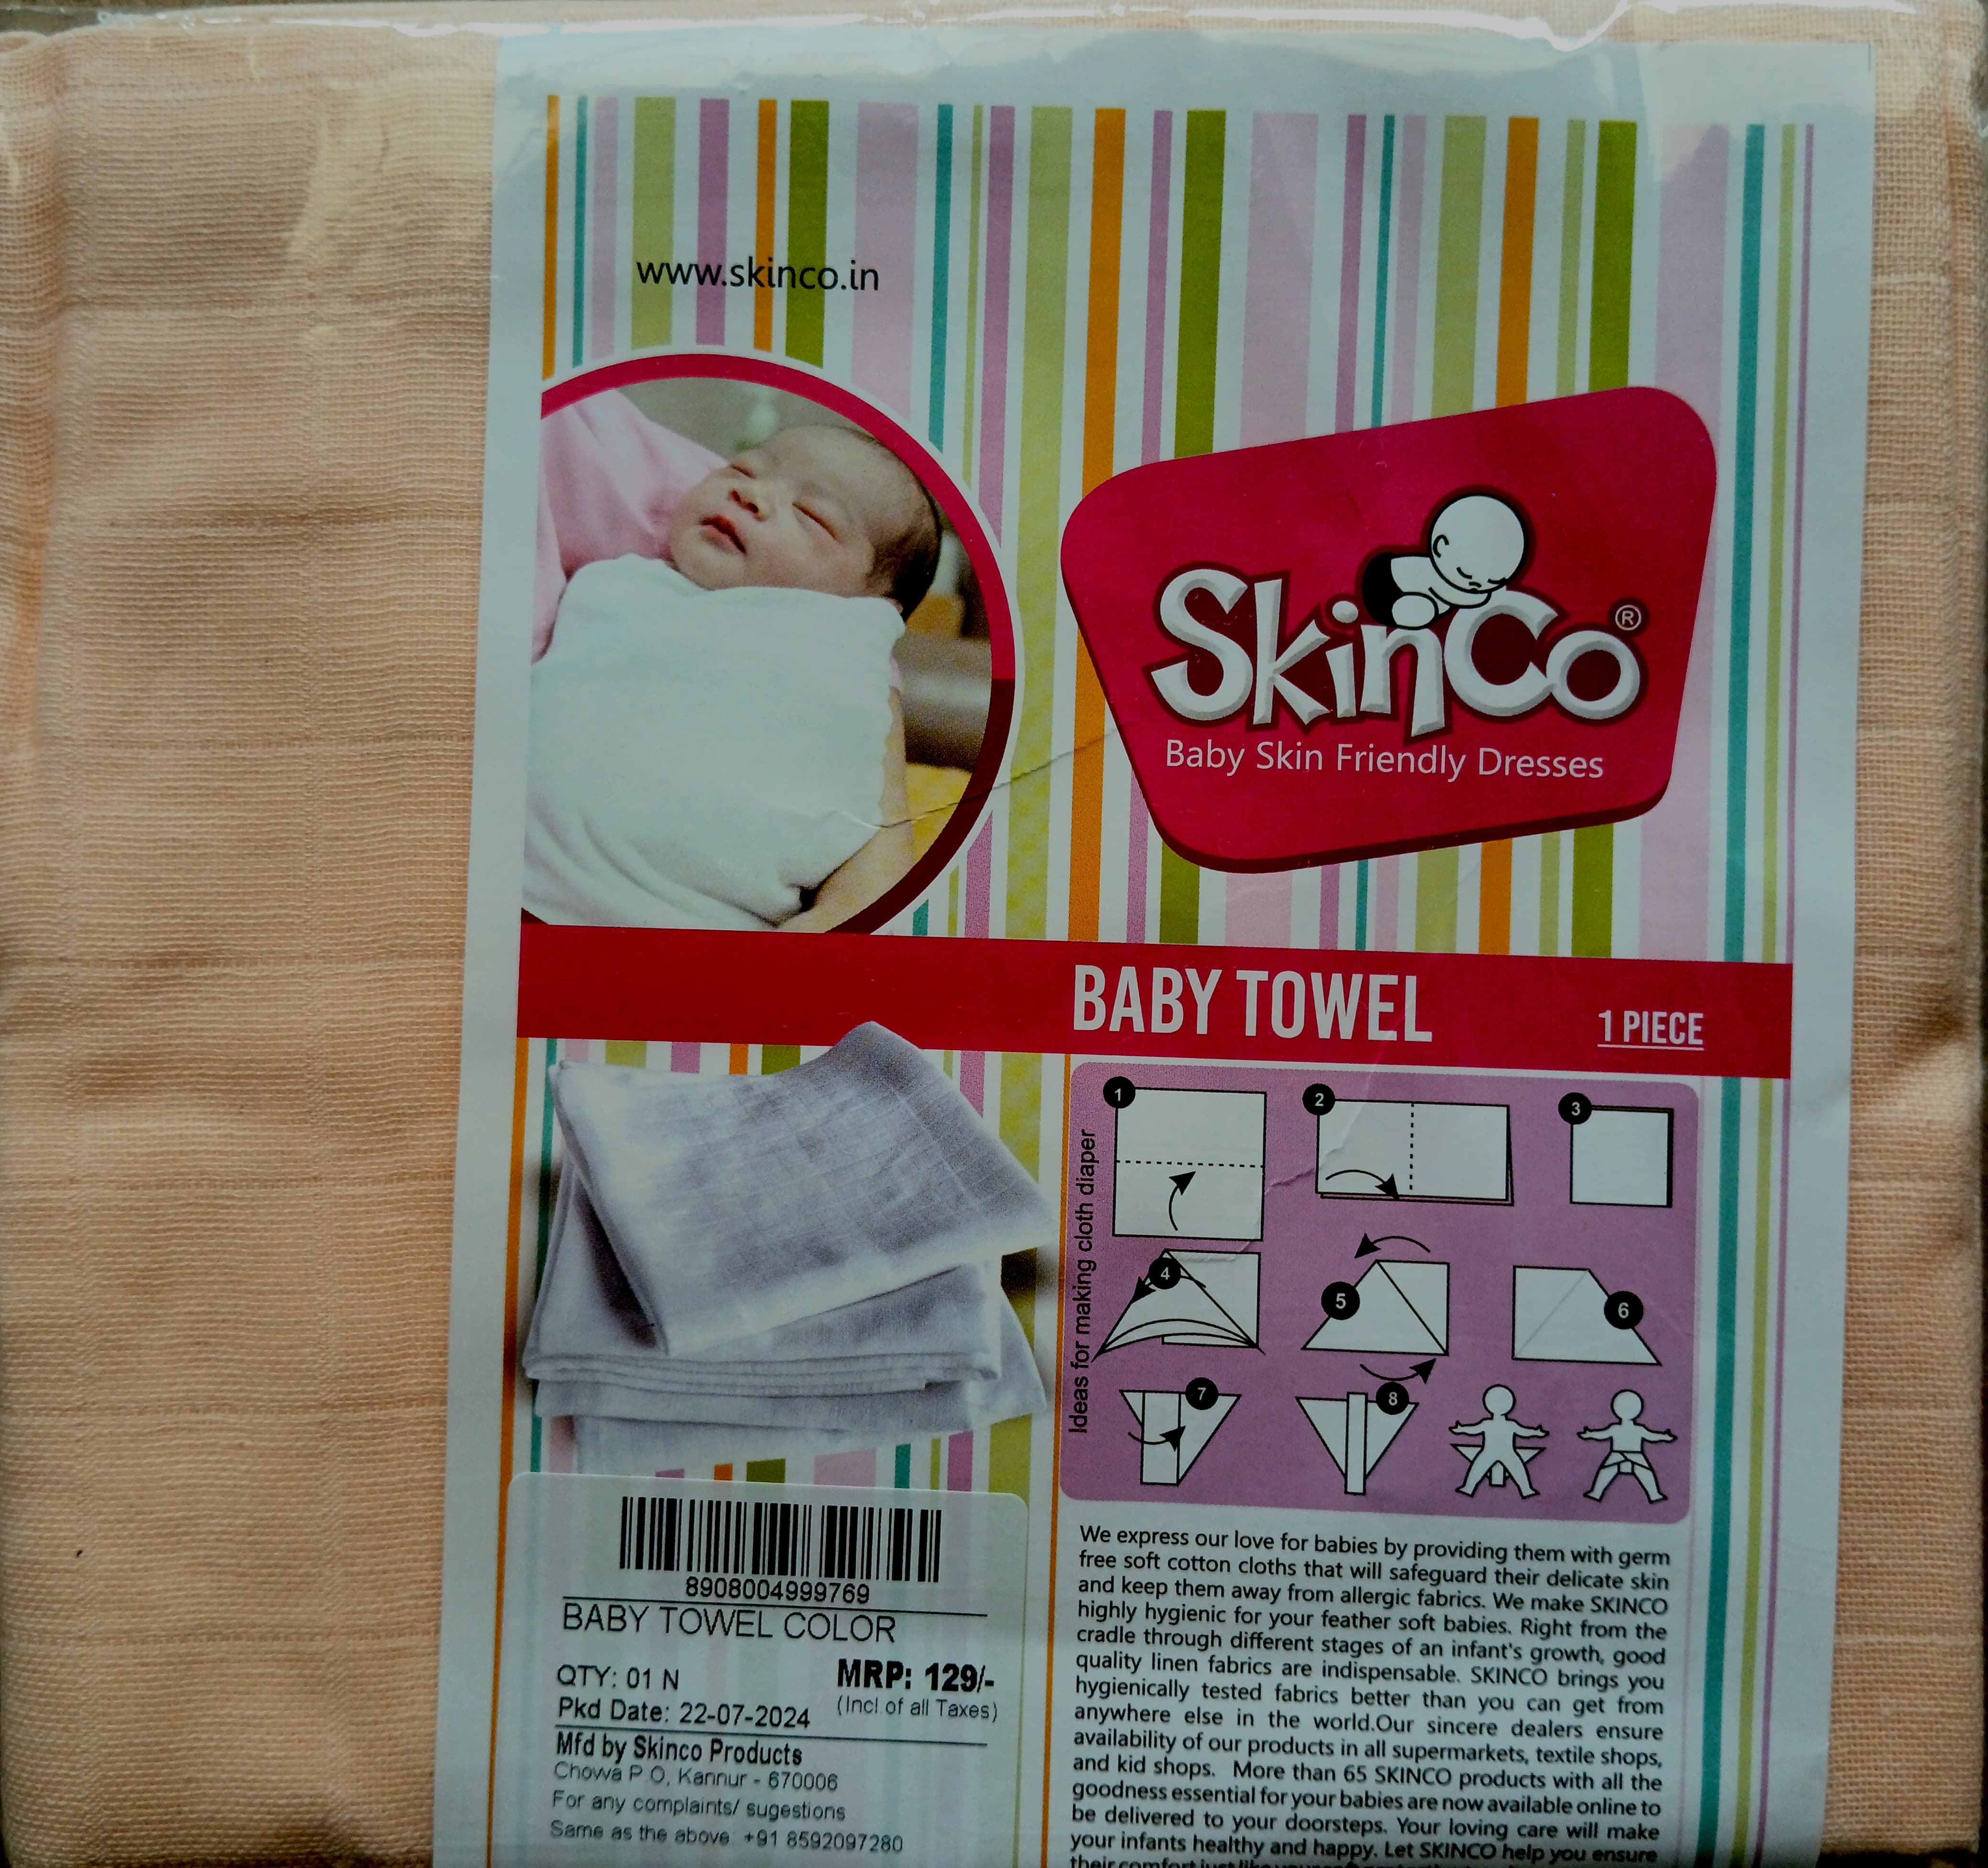 www.skinco.in
SkinCo®
Baby Skin Friendly Dresses
BABY TOWEL
1 PIECE
Ideas for making cloth diaper
1
2
3
4
5
6
7
8
8908004999769
BABY TOWEL COLOR
QTY: 01 N
MRP: 129/-
Pkd Date: 22-07-2024
(Incl.of all Taxes)
Mfd by Skinco Products
Chowa P O, Kannur - 670006
For any complaints/ sugestions
Same as the above +91 8592097280
We express our love for babies by providing them with germ
free soft cotton cloths that will safeguard their delicate skin
and keep them away from allergic fabrics. We make SKINCO
highly hygienic for your feather soft babies. Right from the
cradle through different stages of an infant's growth, good
quality linen fabrics are indispensable. SKINCO brings you
hygienically tested fabrics better than you can get from
anywhere else in the world.Our sincere dealers ensure
availability of our products in all supermarkets, textile shops,
and kid shops. More than 65 SKINCO products with all the
goodness essential for your babies are now available online to
be delivered to your doorsteps. Your loving care will make
your infants healthy and happy. Let SKINCO help you ensure
their comfort just like